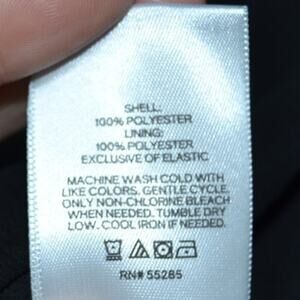 SHELL:
100% POLYESTER
LINING:
100% POLYESTER
EXCLUSIVE OF ELASTIC
MACHINE WASH COLD WITH
LIKE COLORS. GENTLE CYCLE.
ONLY NON-CHLORINE BLEACH
WHEN NEEDED. TUMBLE DRY
LOW. COOL IRON IF NEEDED.
RN# 55285